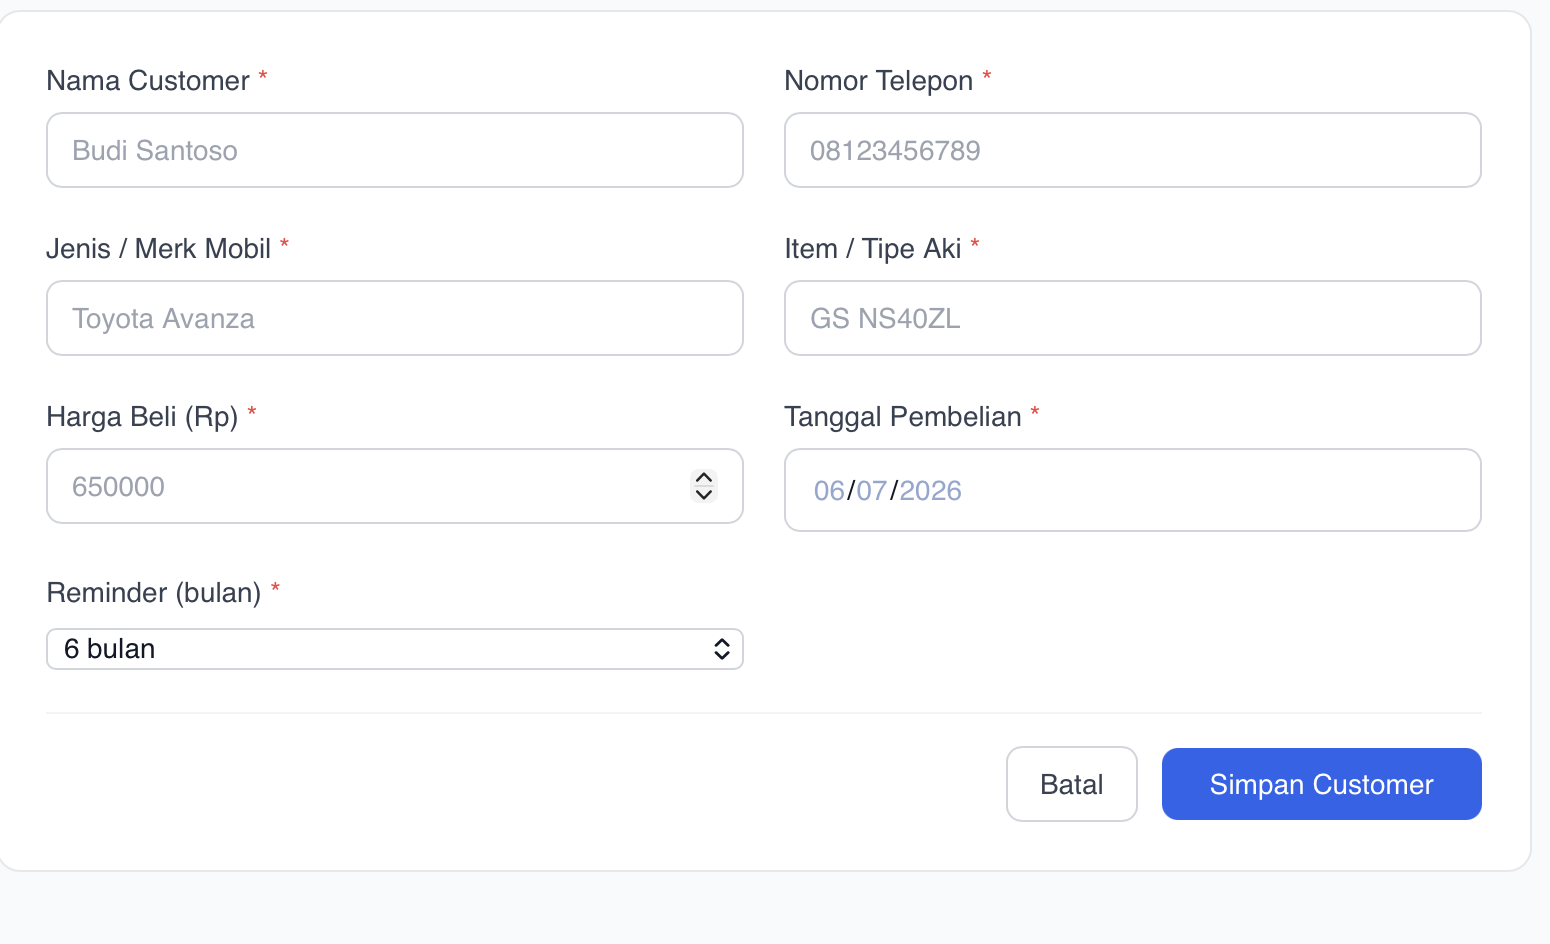 Nama Customer *
Nomor Telepon *
Budi Santoso
08123456789
Jenis / Merk Mobil *
Item / Tipe Aki *
Toyota Avanza
GS NS40ZL
Harga Beli (Rp) *
Tanggal Pembelian *
650000
06/07/2026
Reminder (bulan) *
6 bulan
Batal
Simpan Customer